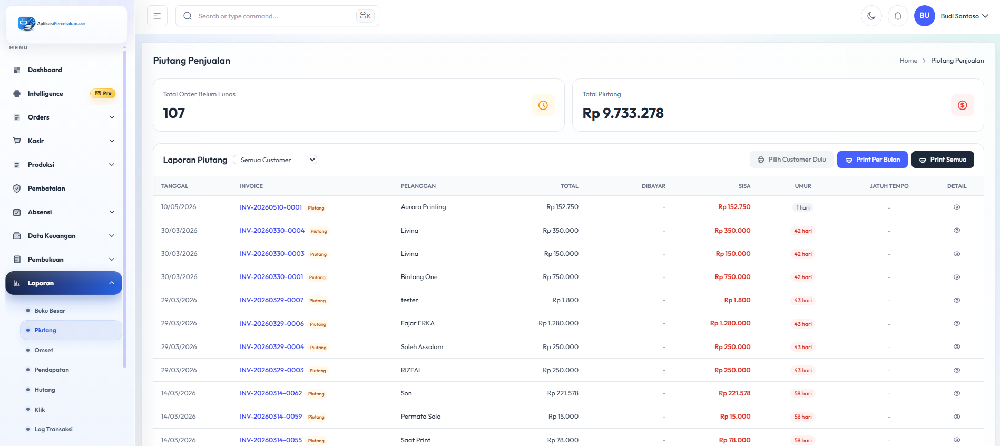 AplikasiPercetakan.com
Search or type command...
⌘K
BU
Budi Santoso
MENU
Dashboard
Intelligence
Pro
Orders
Kasir
Produksi
Pembatalan
Absensi
Data Keuangan
Pembukuan
Laporan
Buku Besar
Piutang
Omset
Pendapatan
Hutang
Klik
Log Transaksi
Piutang Penjualan
Home > Piutang Penjualan
Total Order Belum Lunas
107
Total Piutang
Rp 9.733.278
Laporan Piutang
Semua Customer
Pilih Customer Dulu
Print Per Bulan
Print Semua
TANGGAL INVOICE PELANGGAN TOTAL DIBAYAR SISA UMUR JATUH TEMPO DETAIL
10/05/2026 INV-20260510-0001 Piutang Aurora Printing Rp 152.750 - Rp 152.750 1 hari -
30/03/2026 INV-20260330-0004 Piutang Livina Rp 350.000 - Rp 350.000 42 hari -
30/03/2026 INV-20260330-0003 Piutang Livina Rp 150.000 - Rp 150.000 42 hari -
30/03/2026 INV-20260330-0001 Piutang Bintang One Rp 750.000 - Rp 750.000 42 hari -
29/03/2026 INV-20260329-0007 Piutang tester Rp 1.800 - Rp 1.800 43 hari -
29/03/2026 INV-20260329-0006 Piutang Fajar ERKA Rp 1.280.000 - Rp 1.280.000 43 hari -
29/03/2026 INV-20260329-0004 Piutang Soleh Assalam Rp 250.000 - Rp 250.000 43 hari -
29/03/2026 INV-20260329-0003 Piutang RIZFAL Rp 250.000 - Rp 250.000 43 hari -
14/03/2026 INV-20260314-0062 Piutang Son Rp 221.578 - Rp 221.578 58 hari -
14/03/2026 INV-20260314-0059 Piutang Permata Solo Rp 15.000 - Rp 15.000 58 hari -
14/03/2026 INV-20260314-0055 Piutang Saaf Print Rp 78.000 - Rp 78.000 58 hari -